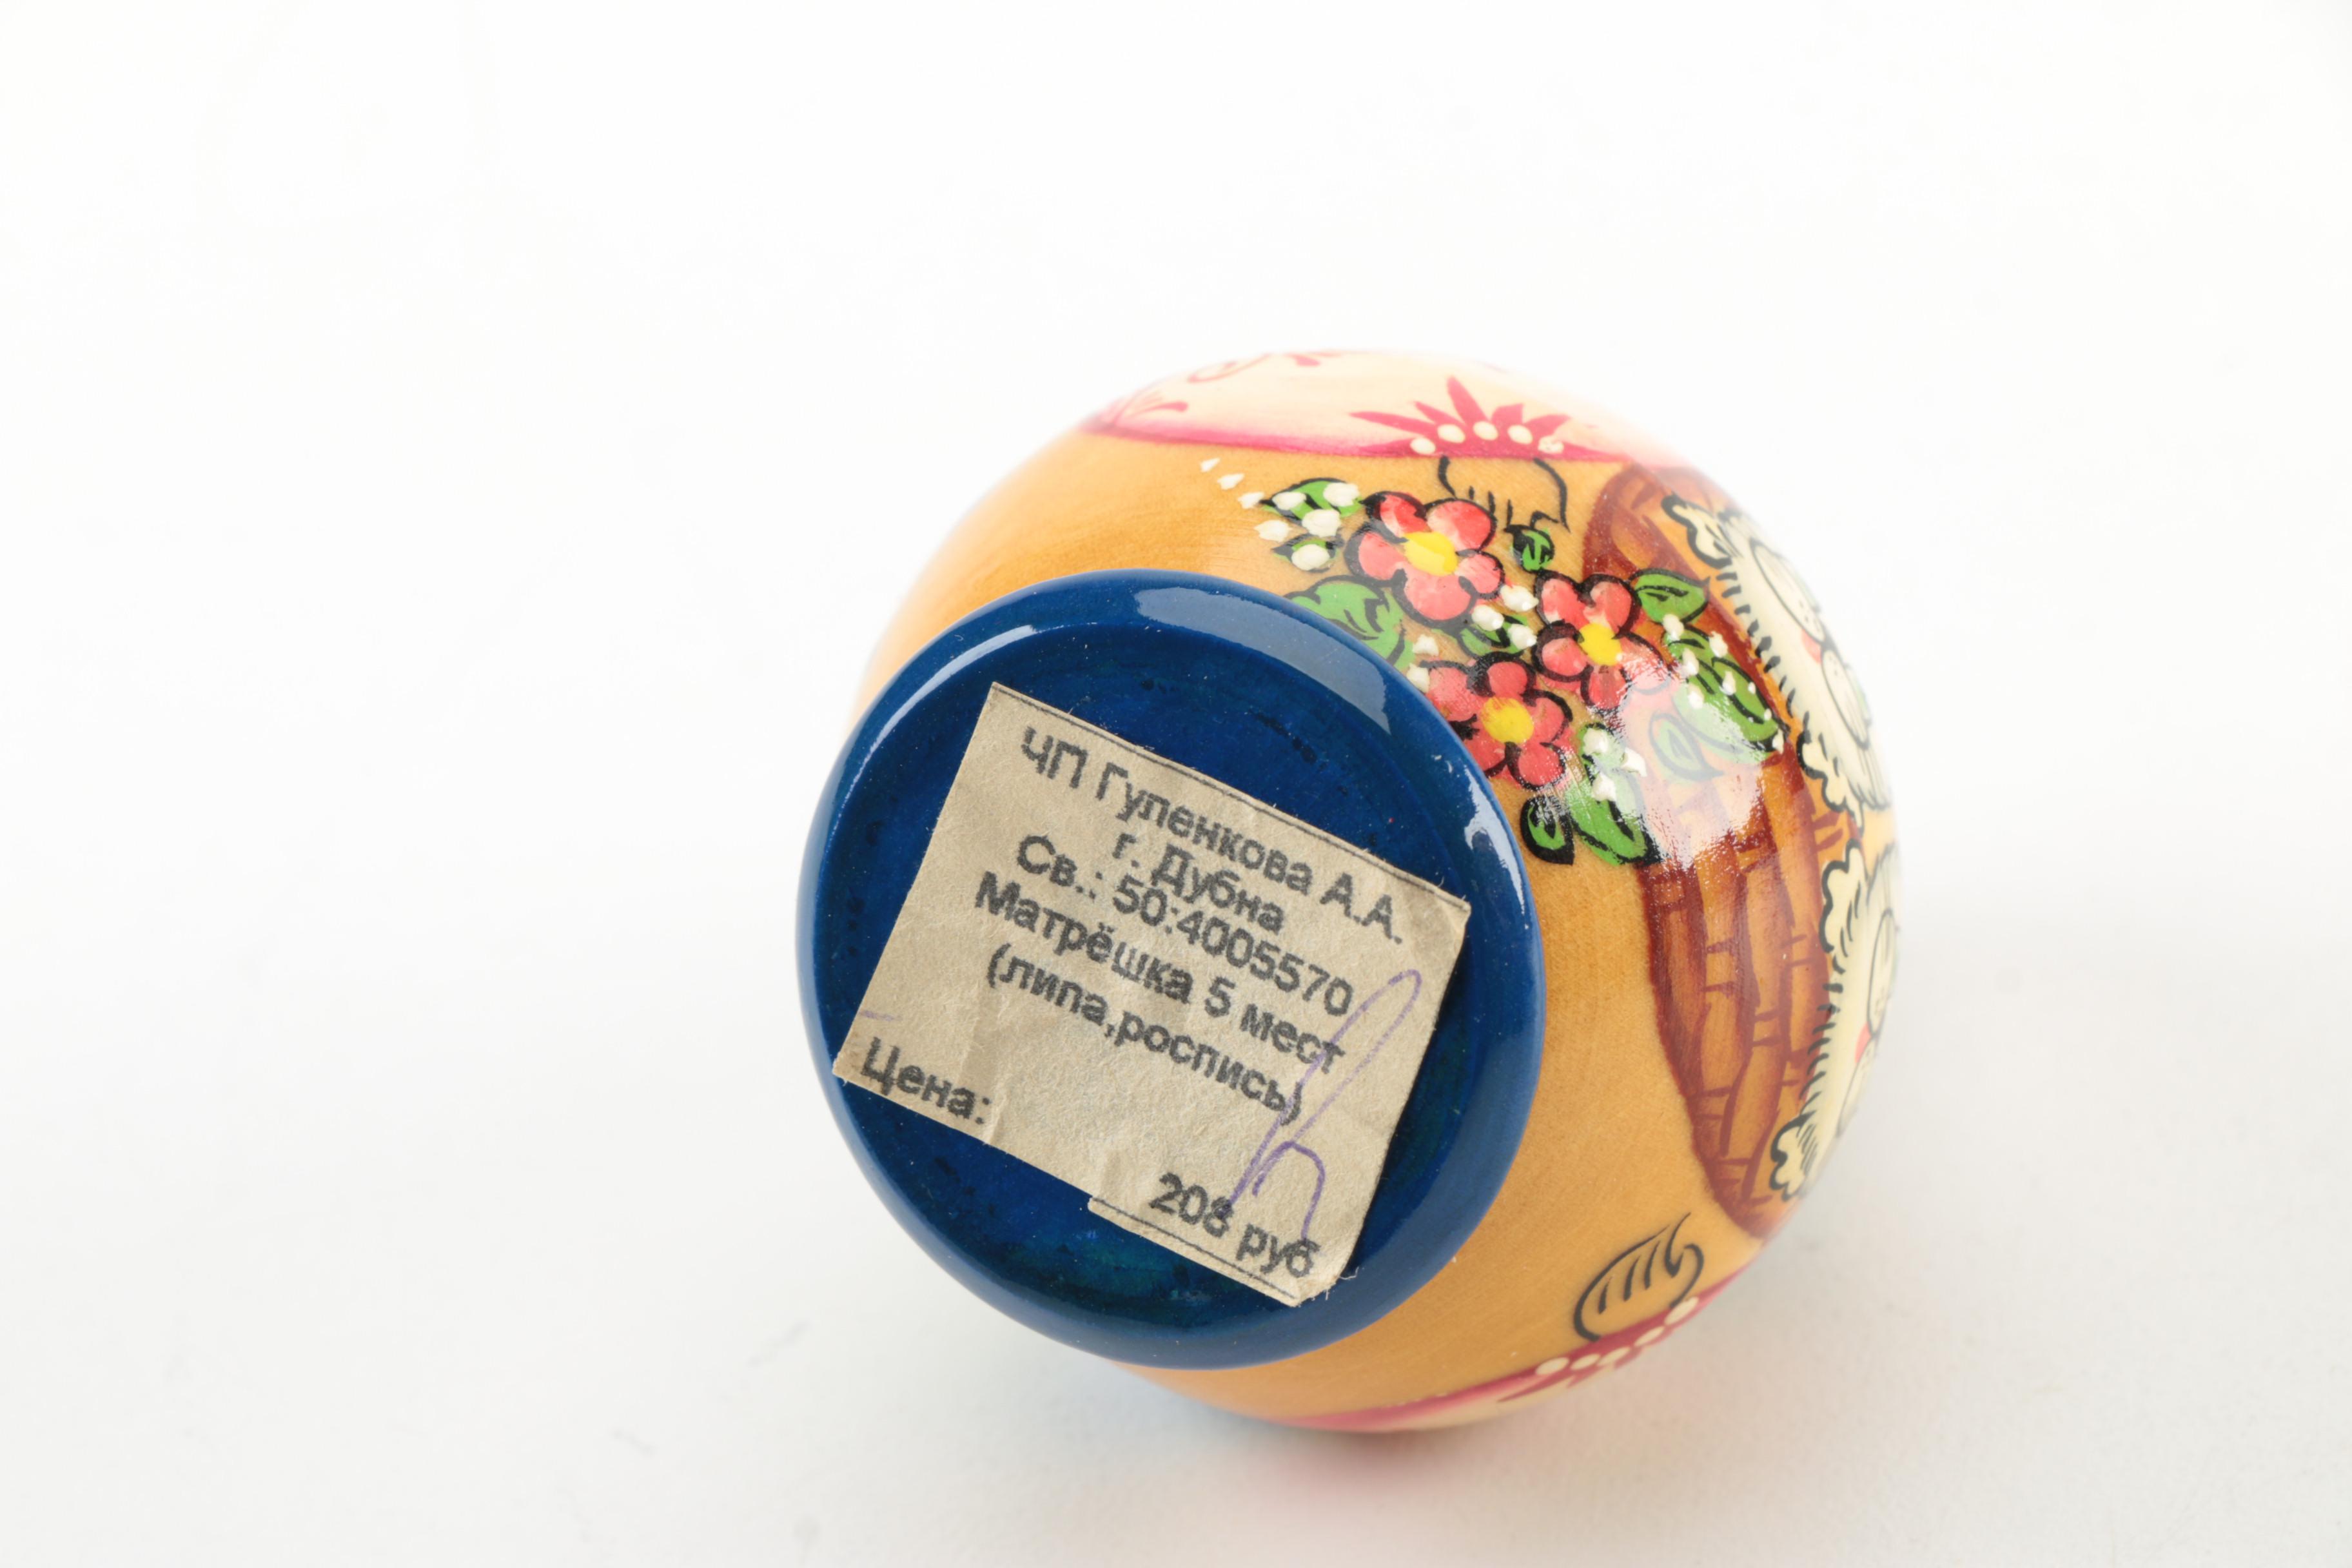 ЧП Гуленкова А.А.
г. Дубна
Св.: 50:4005570
Матрёшка 5 мест
(липа,роспись)
Цена:
208 руб